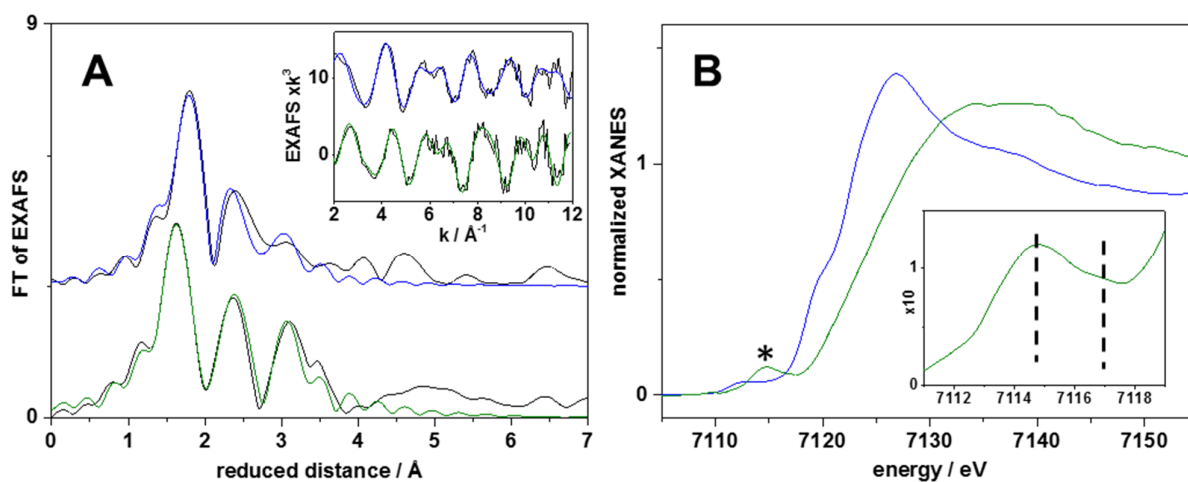 9
A
FT of EXAFS
0
0 1 2 3 4 5 6 7
reduced distance / Å
EXAFS xk³
10
0
2 4 6 8 10 12
k / Å⁻¹
B
normalized XANES
1
0
*
7110 7120 7130 7140 7150
energy / eV
x10
1
0
7112 7114 7116 7118